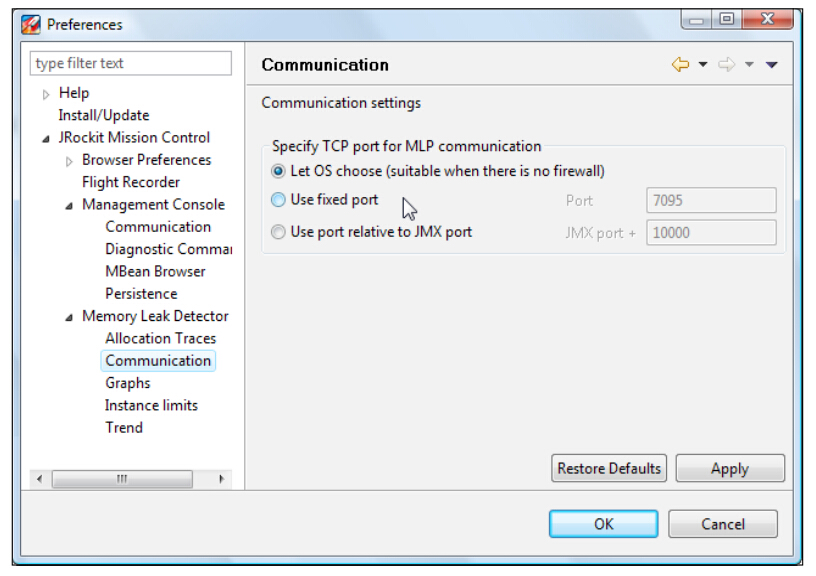 Preferences
type filter text
Help
Install/Update
JRockit Mission Control
Browser Preferences
Flight Recorder
Management Console
Communication
Diagnostic Comma
MBean Browser
Persistence
Memory Leak Detector
Allocation Traces
Communication
Graphs
Instance limits
Trend
Communication
Communication settings
Specify TCP port for MLP communication
Let OS choose (suitable when there is no firewall)
Use fixed port Port 7095
Use port relative to JMX port JMX port + 10000
Restore Defaults Apply
OK Cancel